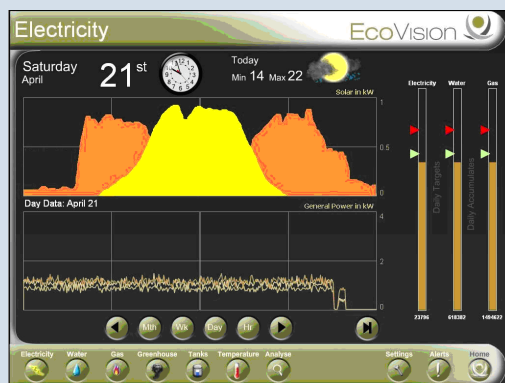 Electricity
EcoVision
Saturday
April
21st
Today
Min 14 Max 22
Solar in kW
1
0.5
0
Day Data: April 21
General Power in kW
4
2
0
Electricity Water Gas
Daily Targets
Daily Accumulates
23796 618302 1494622
Mth Wk Day Hr
Electricity Water Gas Greenhouse Tanks Temperature Analyse Settings Alerts Home